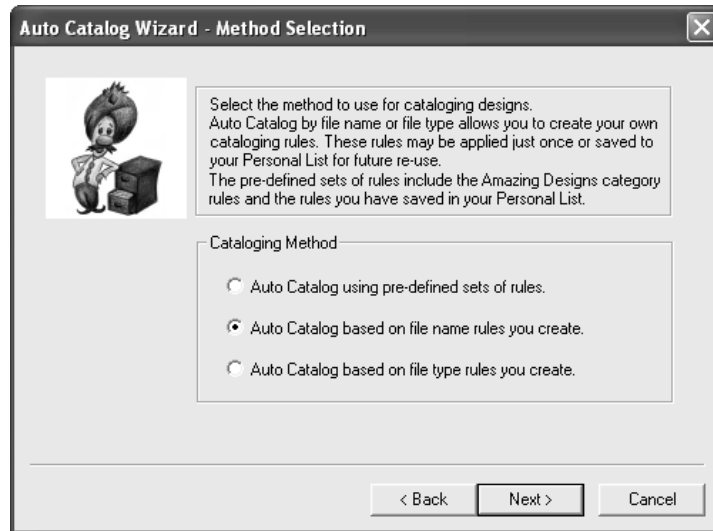 Auto Catalog Wizard - Method Selection
Select the method to use for cataloging designs.
Auto Catalog by file name or file type allows you to create your own
cataloging rules. These rules may be applied just once or saved to
your Personal List for future re-use.
The pre-defined sets of rules include the Amazing Designs category
rules and the rules you have saved in your Personal List.
Cataloging Method
Auto Catalog using pre-defined sets of rules.
Auto Catalog based on file name rules you create.
Auto Catalog based on file type rules you create.
< Back Next > Cancel